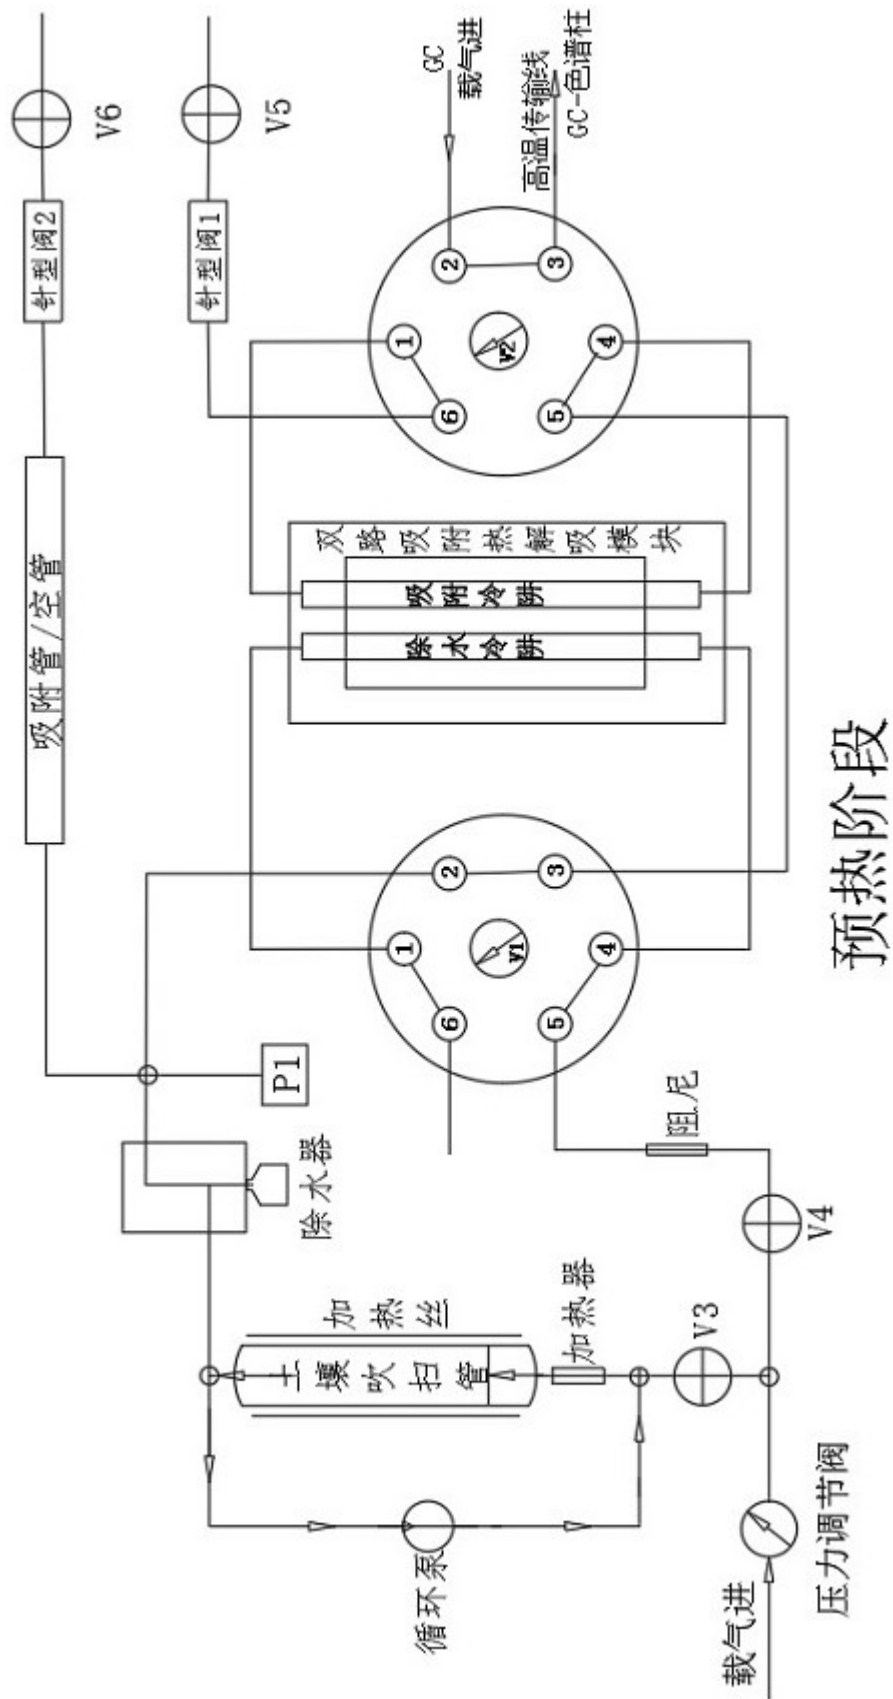 针型阀2
V6
吸附管/空管
针型阀1
V5
P1
除水器
GC
载气进
高温传输线
GC-色谱柱
1
2
3
4
5
6
V2
双路吸附热解吸模块
吸附冷阱
除水冷阱
1
2
3
4
5
6
V1
阻尼
V4
V3
加热器
加热丝
土壤吹扫管
循环泵
压力调节阀
载气进
预热阶段